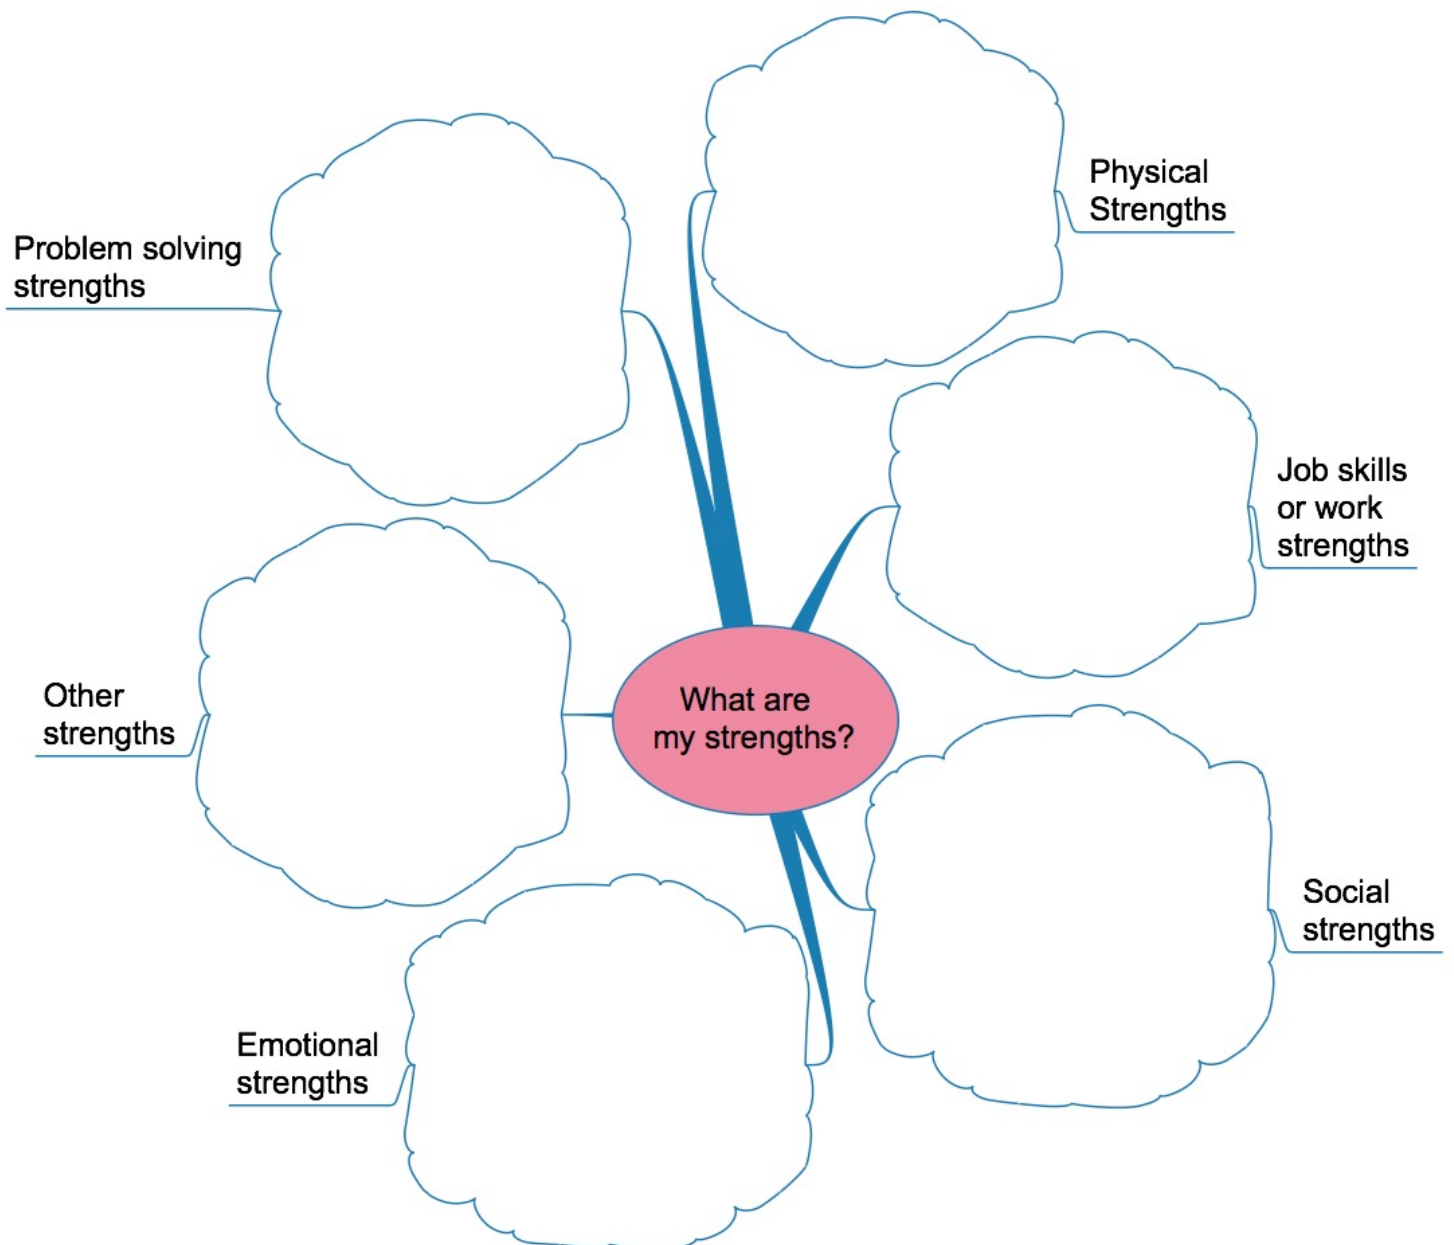 Physical
Strengths
Problem solving
strengths
Job skills
or work
strengths
Other
strengths
What are
my strengths?
Social
strengths
Emotional
strengths